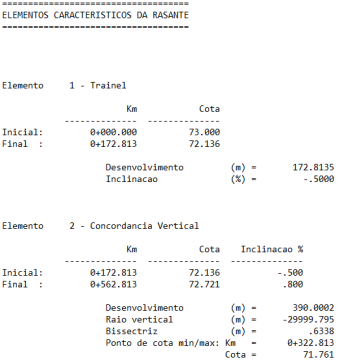 =====================================
ELEMENTOS CARACTERISTICOS DA RASANTE
=====================================
Elemento 1 - Trainel
Km Cota
-------------- --------------
Inicial: 0+000.000 73.000
Final : 0+172.813 72.136
Desenvolvimento (m) = 172.8135
Inclinacao (%) = -.5000
Elemento 2 - Concordancia Vertical
Km Cota Inclinacao %
-------------- -------------- --------------
Inicial: 0+172.813 72.136 -.500
Final : 0+562.813 72.721 .800
Desenvolvimento (m) = 390.0002
Raio vertical (m) = -29999.795
Bissectriz (m) = .6338
Ponto de cota min/max: Km = 0+322.813
Cota = 71.761